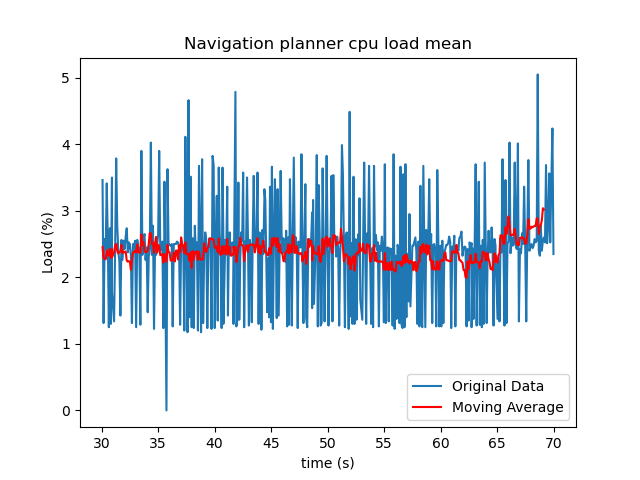 Navigation planner cpu load mean
Load (%)
5
4
3
2
1
0
30 35 40 45 50 55 60 65 70
time (s)
Original Data
Moving Average